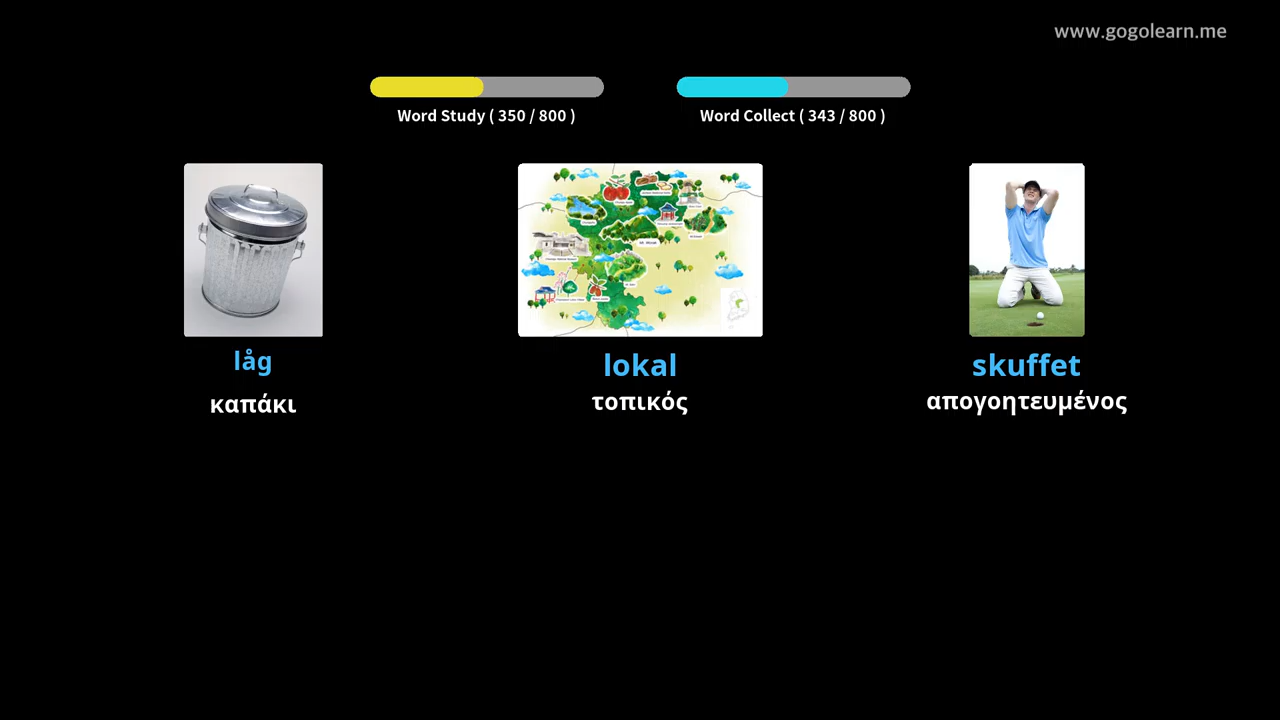 www.gogolearn.me
Word Study ( 350 / 800 )
Word Collect ( 343 / 800 )
låg
καπάκι
lokal
τοπικός
skuffet
απογοητευμένος